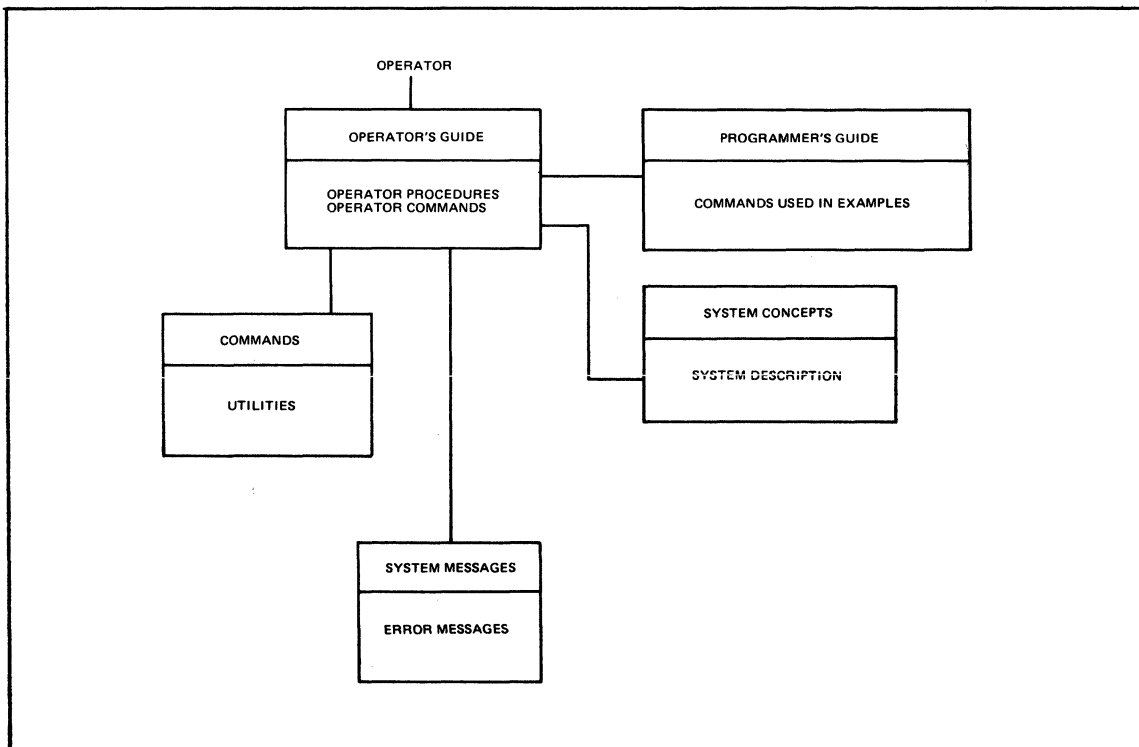 OPERATOR
OPERATOR'S GUIDE
OPERATOR PROCEDURES
OPERATOR COMMANDS
PROGRAMMER'S GUIDE
COMMANDS USED IN EXAMPLES
SYSTEM CONCEPTS
SYSTEM DESCRIPTION
COMMANDS
UTILITIES
SYSTEM MESSAGES
ERROR MESSAGES